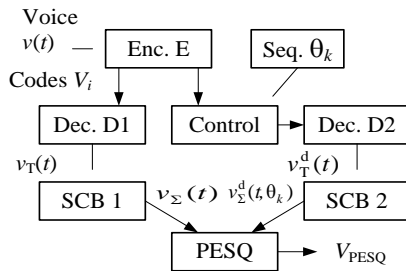 Voice
v(t)
Enc. E
Seq. θk
Codes Vi
Dec. D1
Control
Dec. D2
vT(t)
vTd(t)
SCB 1
vΣ(t)
vΣd(t,θk)
SCB 2
PESQ
VPESQ